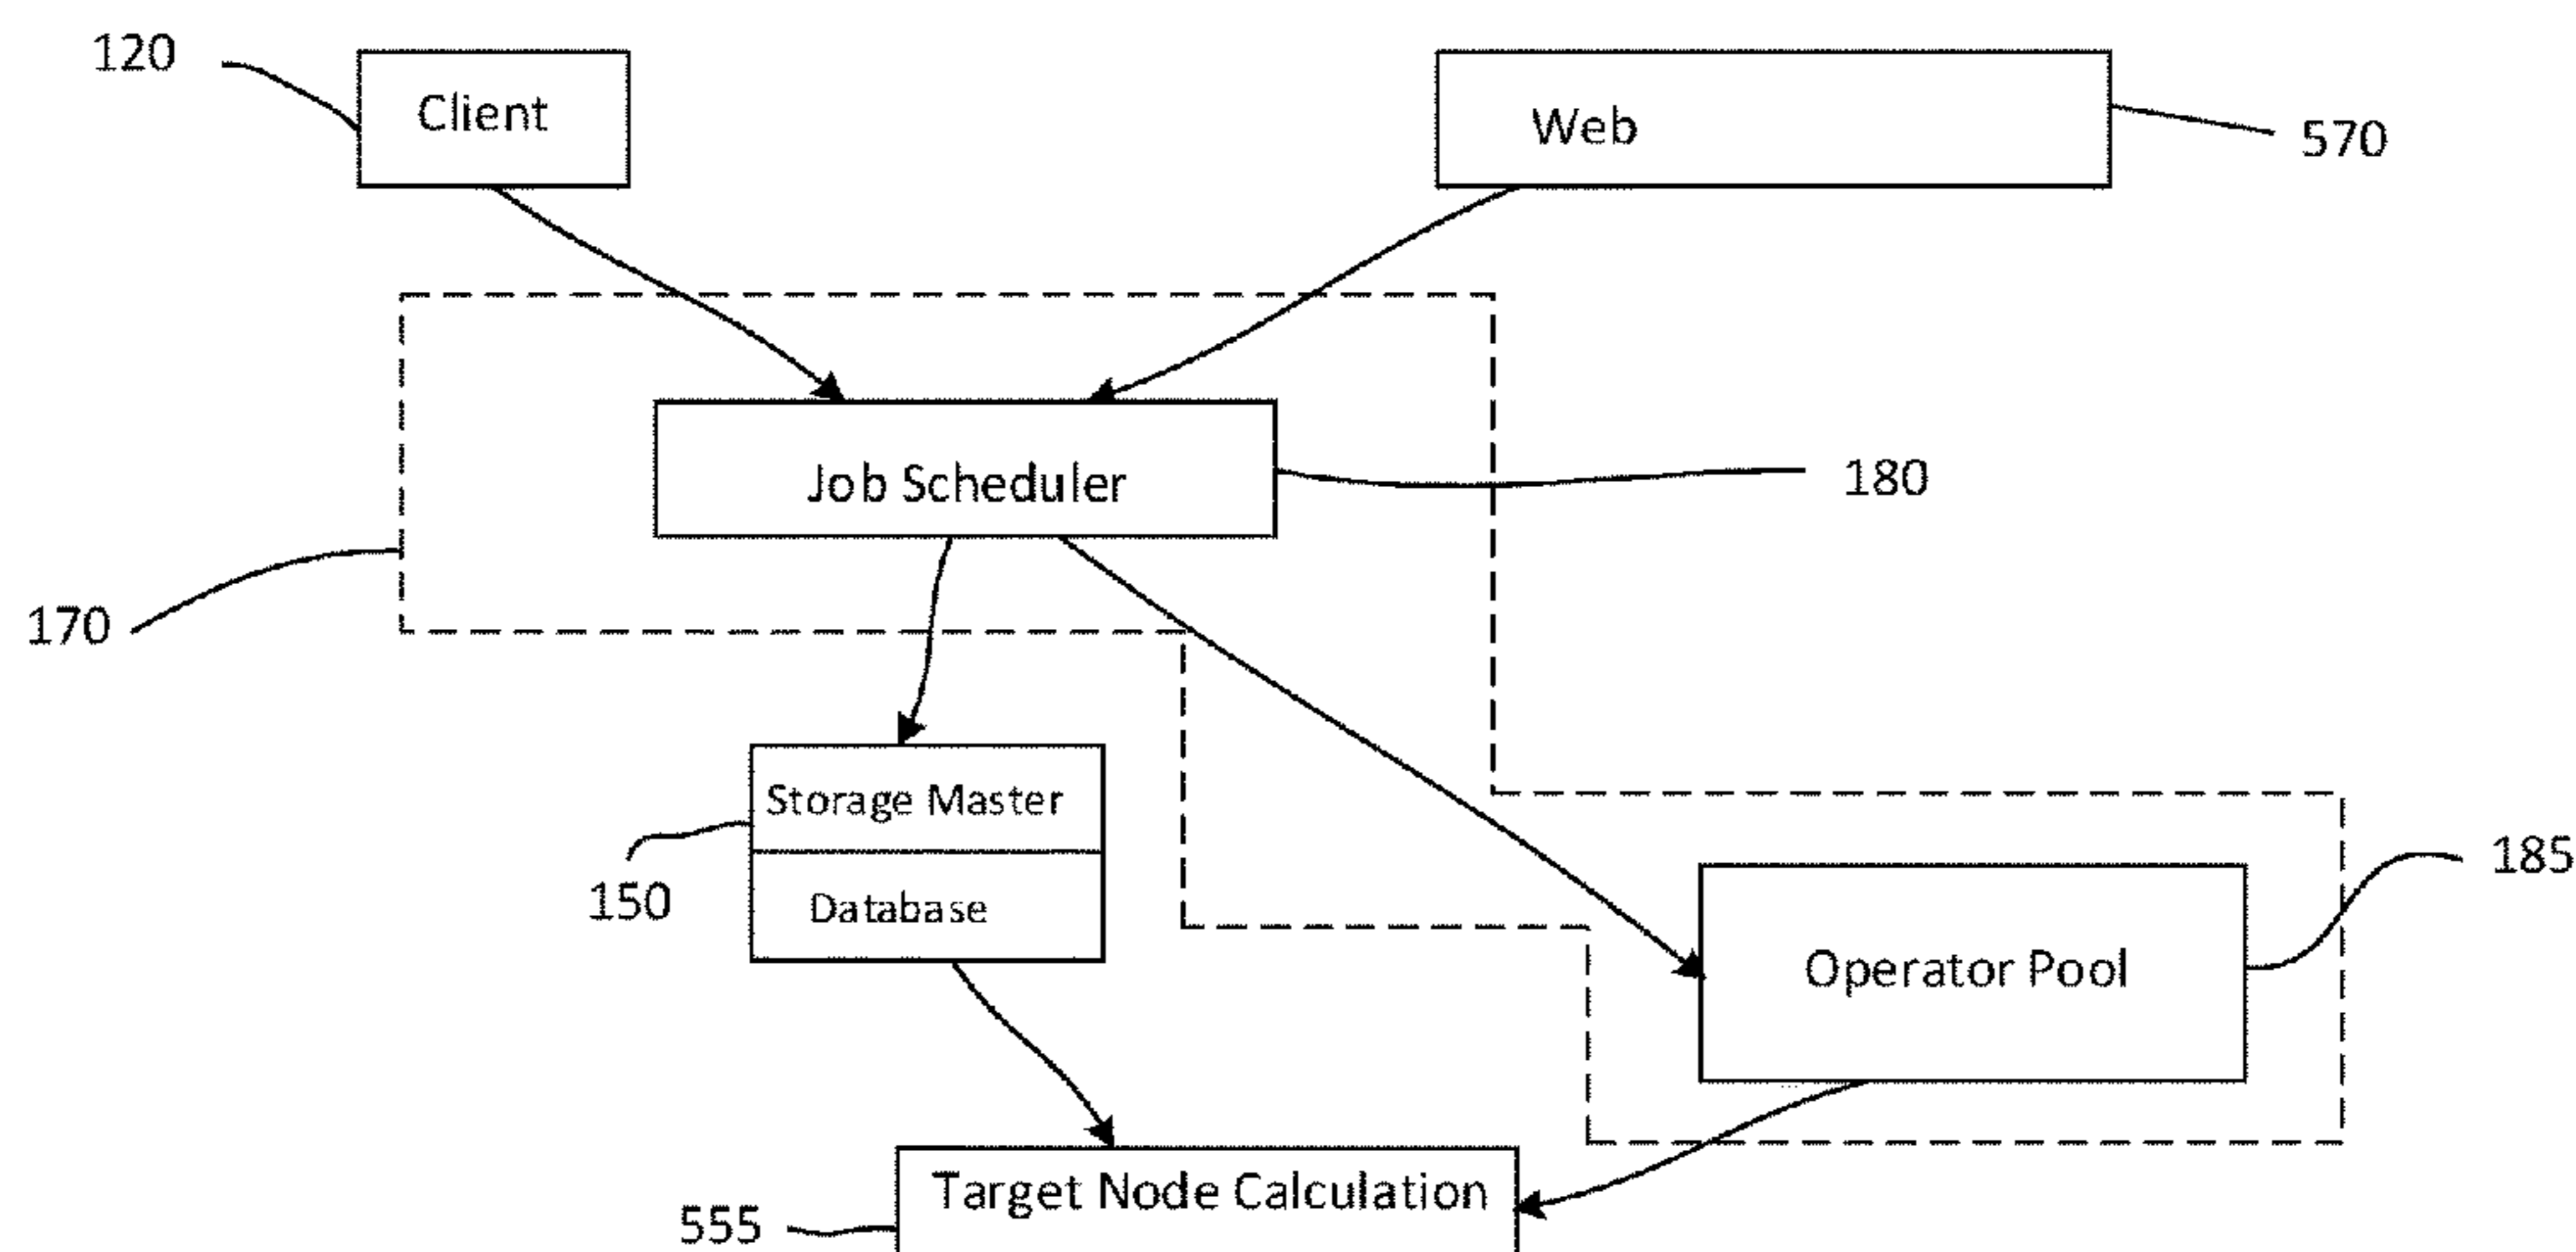 120
Client
Web
570
Job Scheduler
180
170
Storage Master
150
Database
185
Operator Pool
Target Node Calculation
555